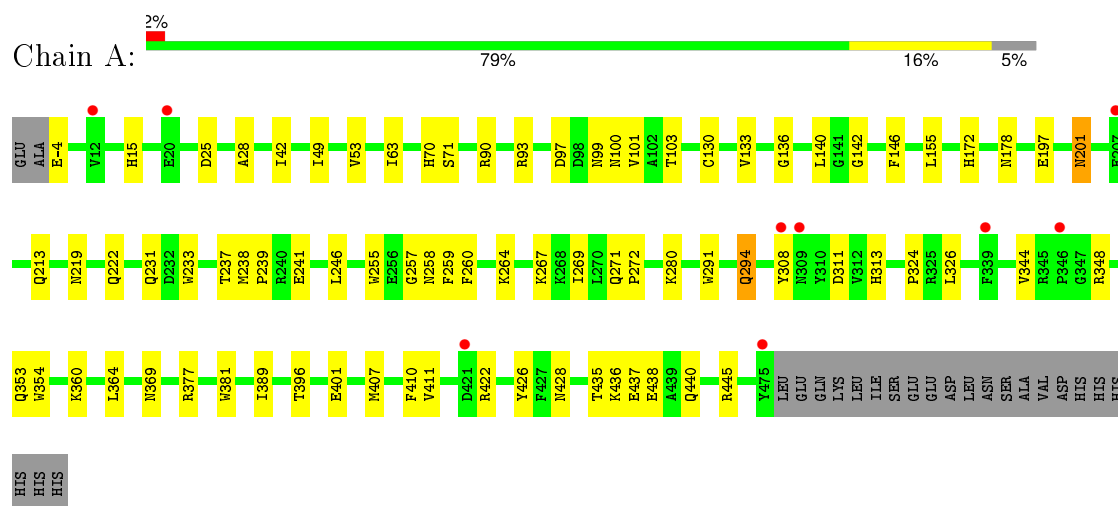 2%
Chain A:
79% 16% 5%
GLU ALA E-4 V12 H15 E20 D25 A28 I42 I49 V53 I63 H70 S71 R90 R93 D97 D98 N99 N100 V101 A102 T103 C130 V133 G136 L140 G141 G142 F146 L155 H172 N178 E197 N201
Q213 N219 Q222 Q231 D232 W233 T237 M238 P239 R240 E241 L246 W255 E256 G257 N258 F259 F260 K264 K267 K268 I269 L270 Q271 P272 K280 W291 Q294 Y308 N309 Y310 D311 V312 H313 P324 R325 L326 F339 V344 R345 P346 G347 R348
Q353 W354 K360 L364 N369 R377 W381 I389 T396 E401 M407 F410 V411 D421 R422 Y426 F427 N428 T435 K436 E437 E438 A439 Q440 R445 Y475 LEU GLU GLN LYS LEU ILE SER GLU GLU ASP LEU ASN SER ALA VAL ASP HIS HIS HIS
HIS HIS HIS